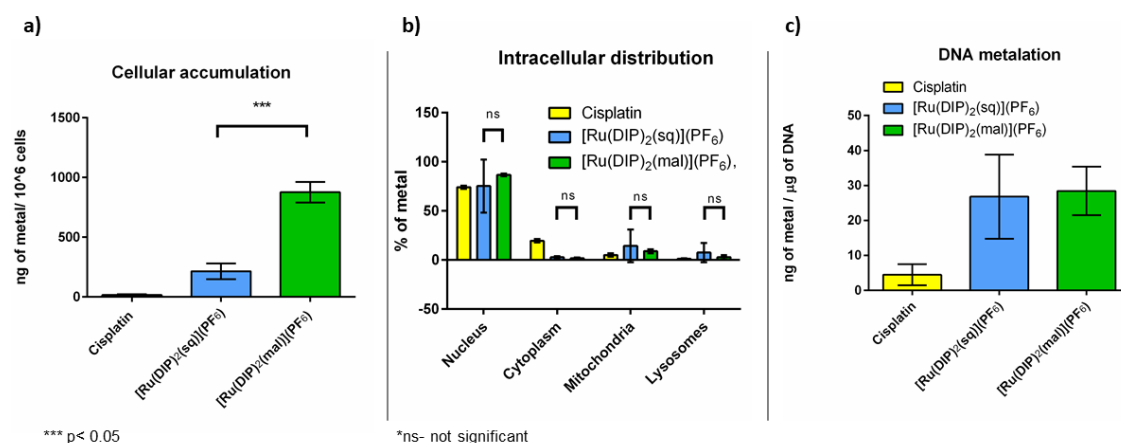 a)
Cellular accumulation
***
1500
1000
500
0
ng of metal/ 10^6 cells
Cisplatin
[Ru(DIP)2(sq)](PF6)
[Ru(DIP)2(mal)](PF6)
*** p< 0.05
b)
Intracellular distribution
Cisplatin
[Ru(DIP)2(sq)](PF6)
[Ru(DIP)2(mal)](PF6),
ns
ns
ns
ns
150
100
50
0
-50
% of metal
Nucleus
Cytoplasm
Mitochondria
Lysosomes
*ns- not significant
c)
DNA metalation
Cisplatin
[Ru(DIP)2(sq)](PF6)
[Ru(DIP)2(mal)](PF6)
50
40
30
20
10
0
ng of metal / µg of DNA
Cisplatin
[Ru(DIP)2(sq)](PF6)
[Ru(DIP)2(mal)](PF6)